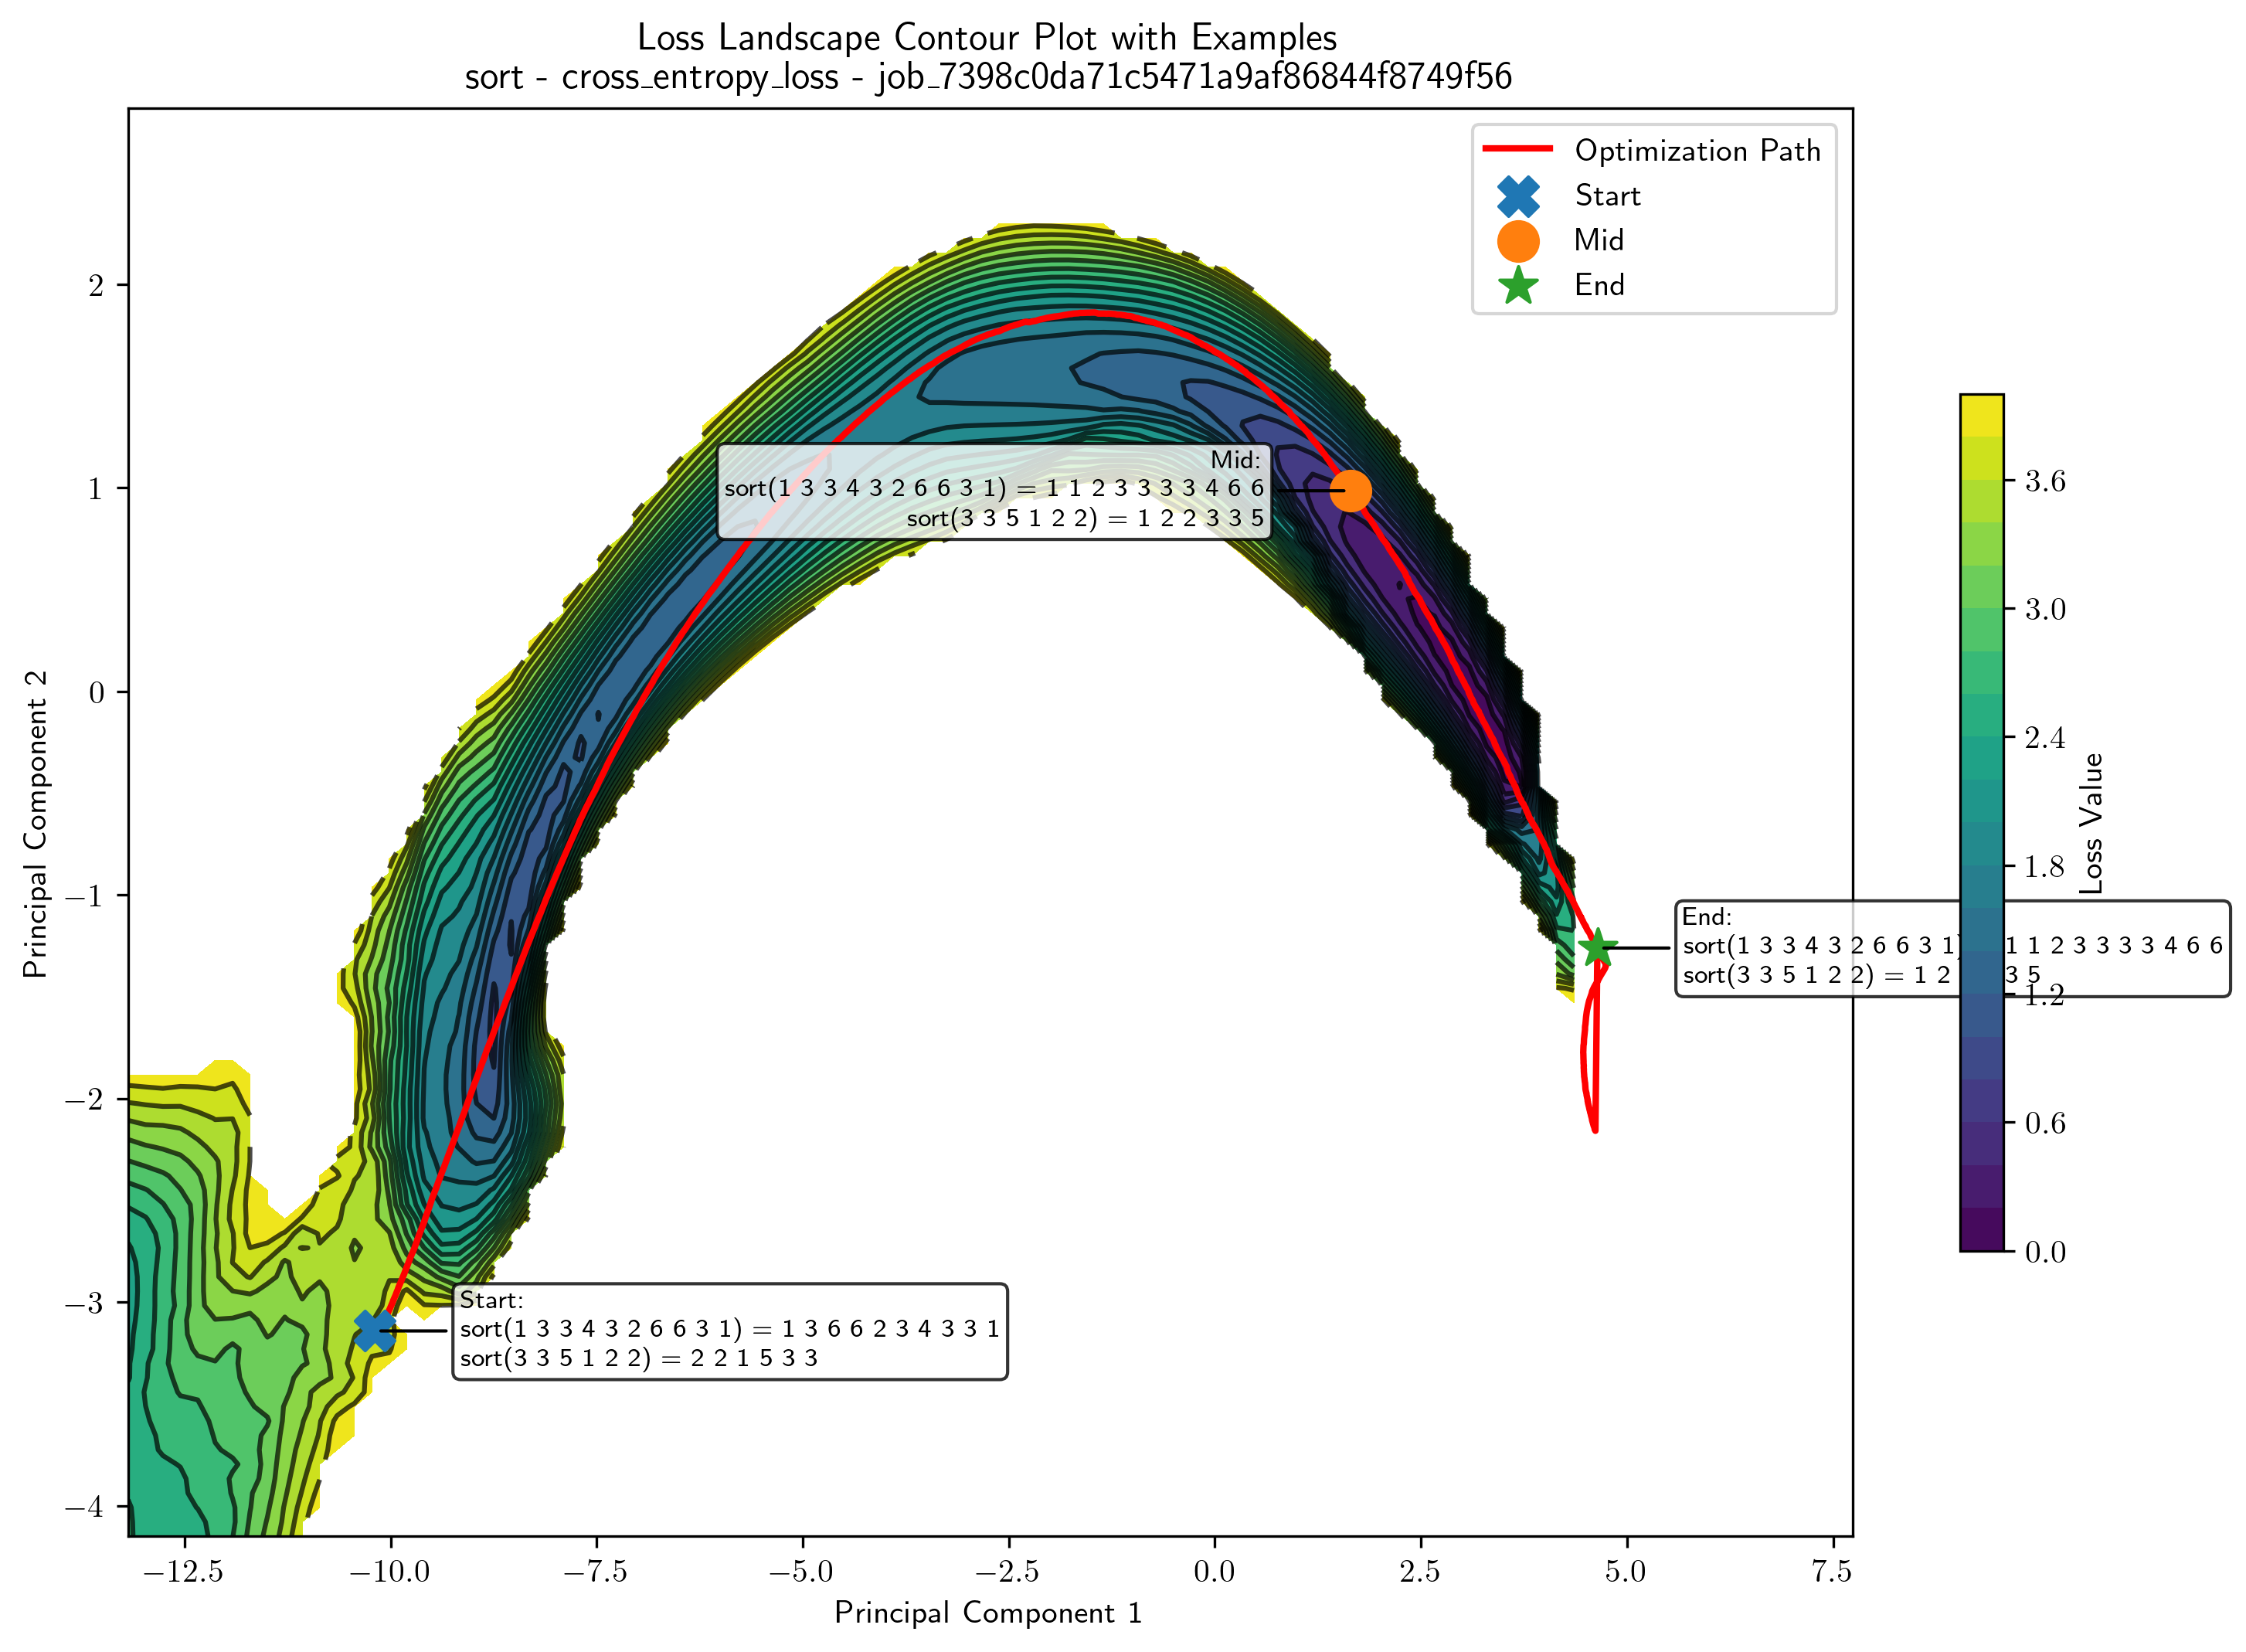 Loss Landscape Contour Plot with Examples
sort - cross_entropy_loss - job_7398c0da71c5471a9af86844f8749f56
Optimization Path
Start
Mid
End
Mid:
sort(1 3 3 4 3 2 6 6 3 1) = 1 1 2 3 3 3 3 4 6 6
sort(3 3 5 1 2 2) = 1 2 2 3 3 5
End:
sort(1 3 3 4 3 2 6 6 3 1) 1 1 2 3 3 3 3 4 6 6
sort(3 3 5 1 2 2) = 1 2 3 5
Start:
sort(1 3 3 4 3 2 6 6 3 1) = 1 3 6 6 2 3 4 3 3 1
sort(3 3 5 1 2 2) = 2 2 1 5 3 3
2
1
0
−1
−2
−3
−4
Principal Component 2
−12.5 −10.0 −7.5 −5.0 −2.5 0.0 2.5 5.0 7.5
Principal Component 1
3.6
3.0
2.4
1.8
1.2
0.6
0.0
Loss Value